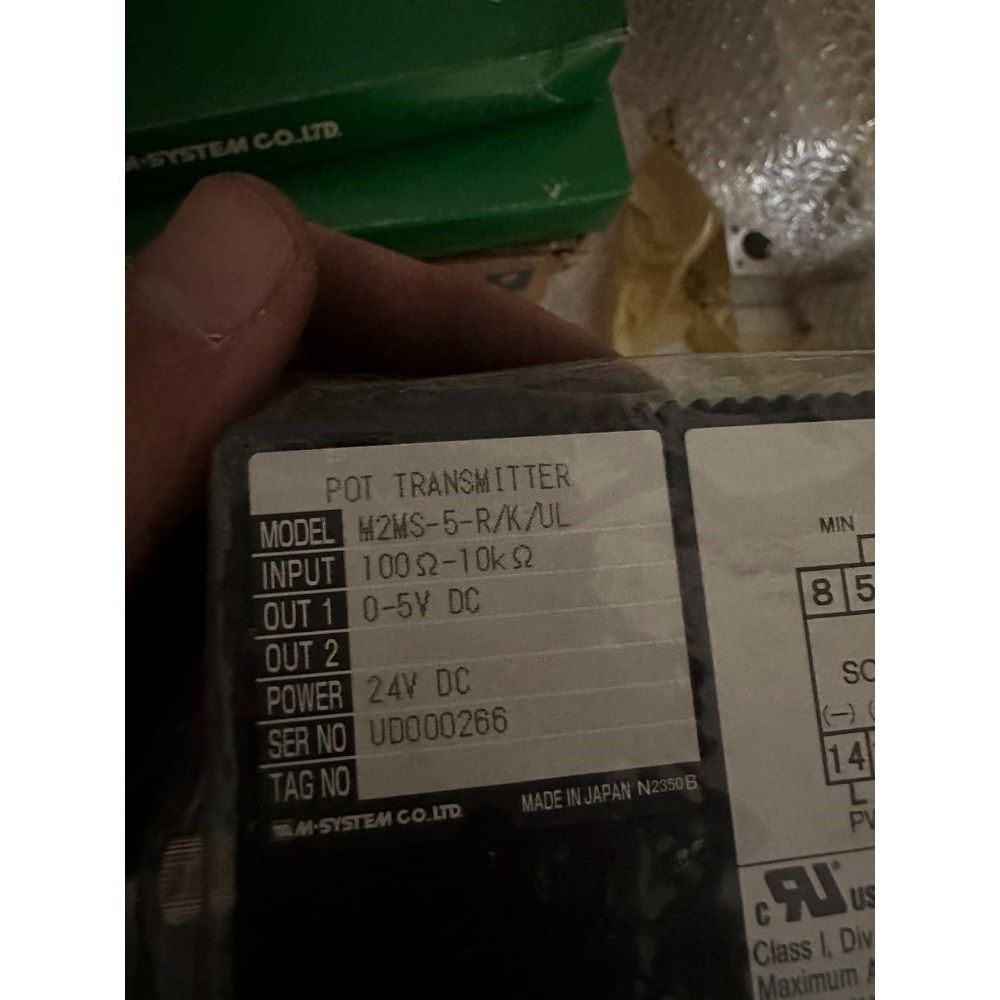 M-SYSTEM CO.,LTD.
POT TRANSMITTER
MODEL M2MS-5-R/K/UL
INPUT 100Ω-10kΩ
OUT 1 0-5V DC
OUT 2
POWER 24V DC
SER NO UD000266
TAG NO
M-SYSTEM CO.,LTD.
MADE IN JAPAN N2350B
MIN
8 5
(-)
14
c RU US
Class I, Div
Maximum